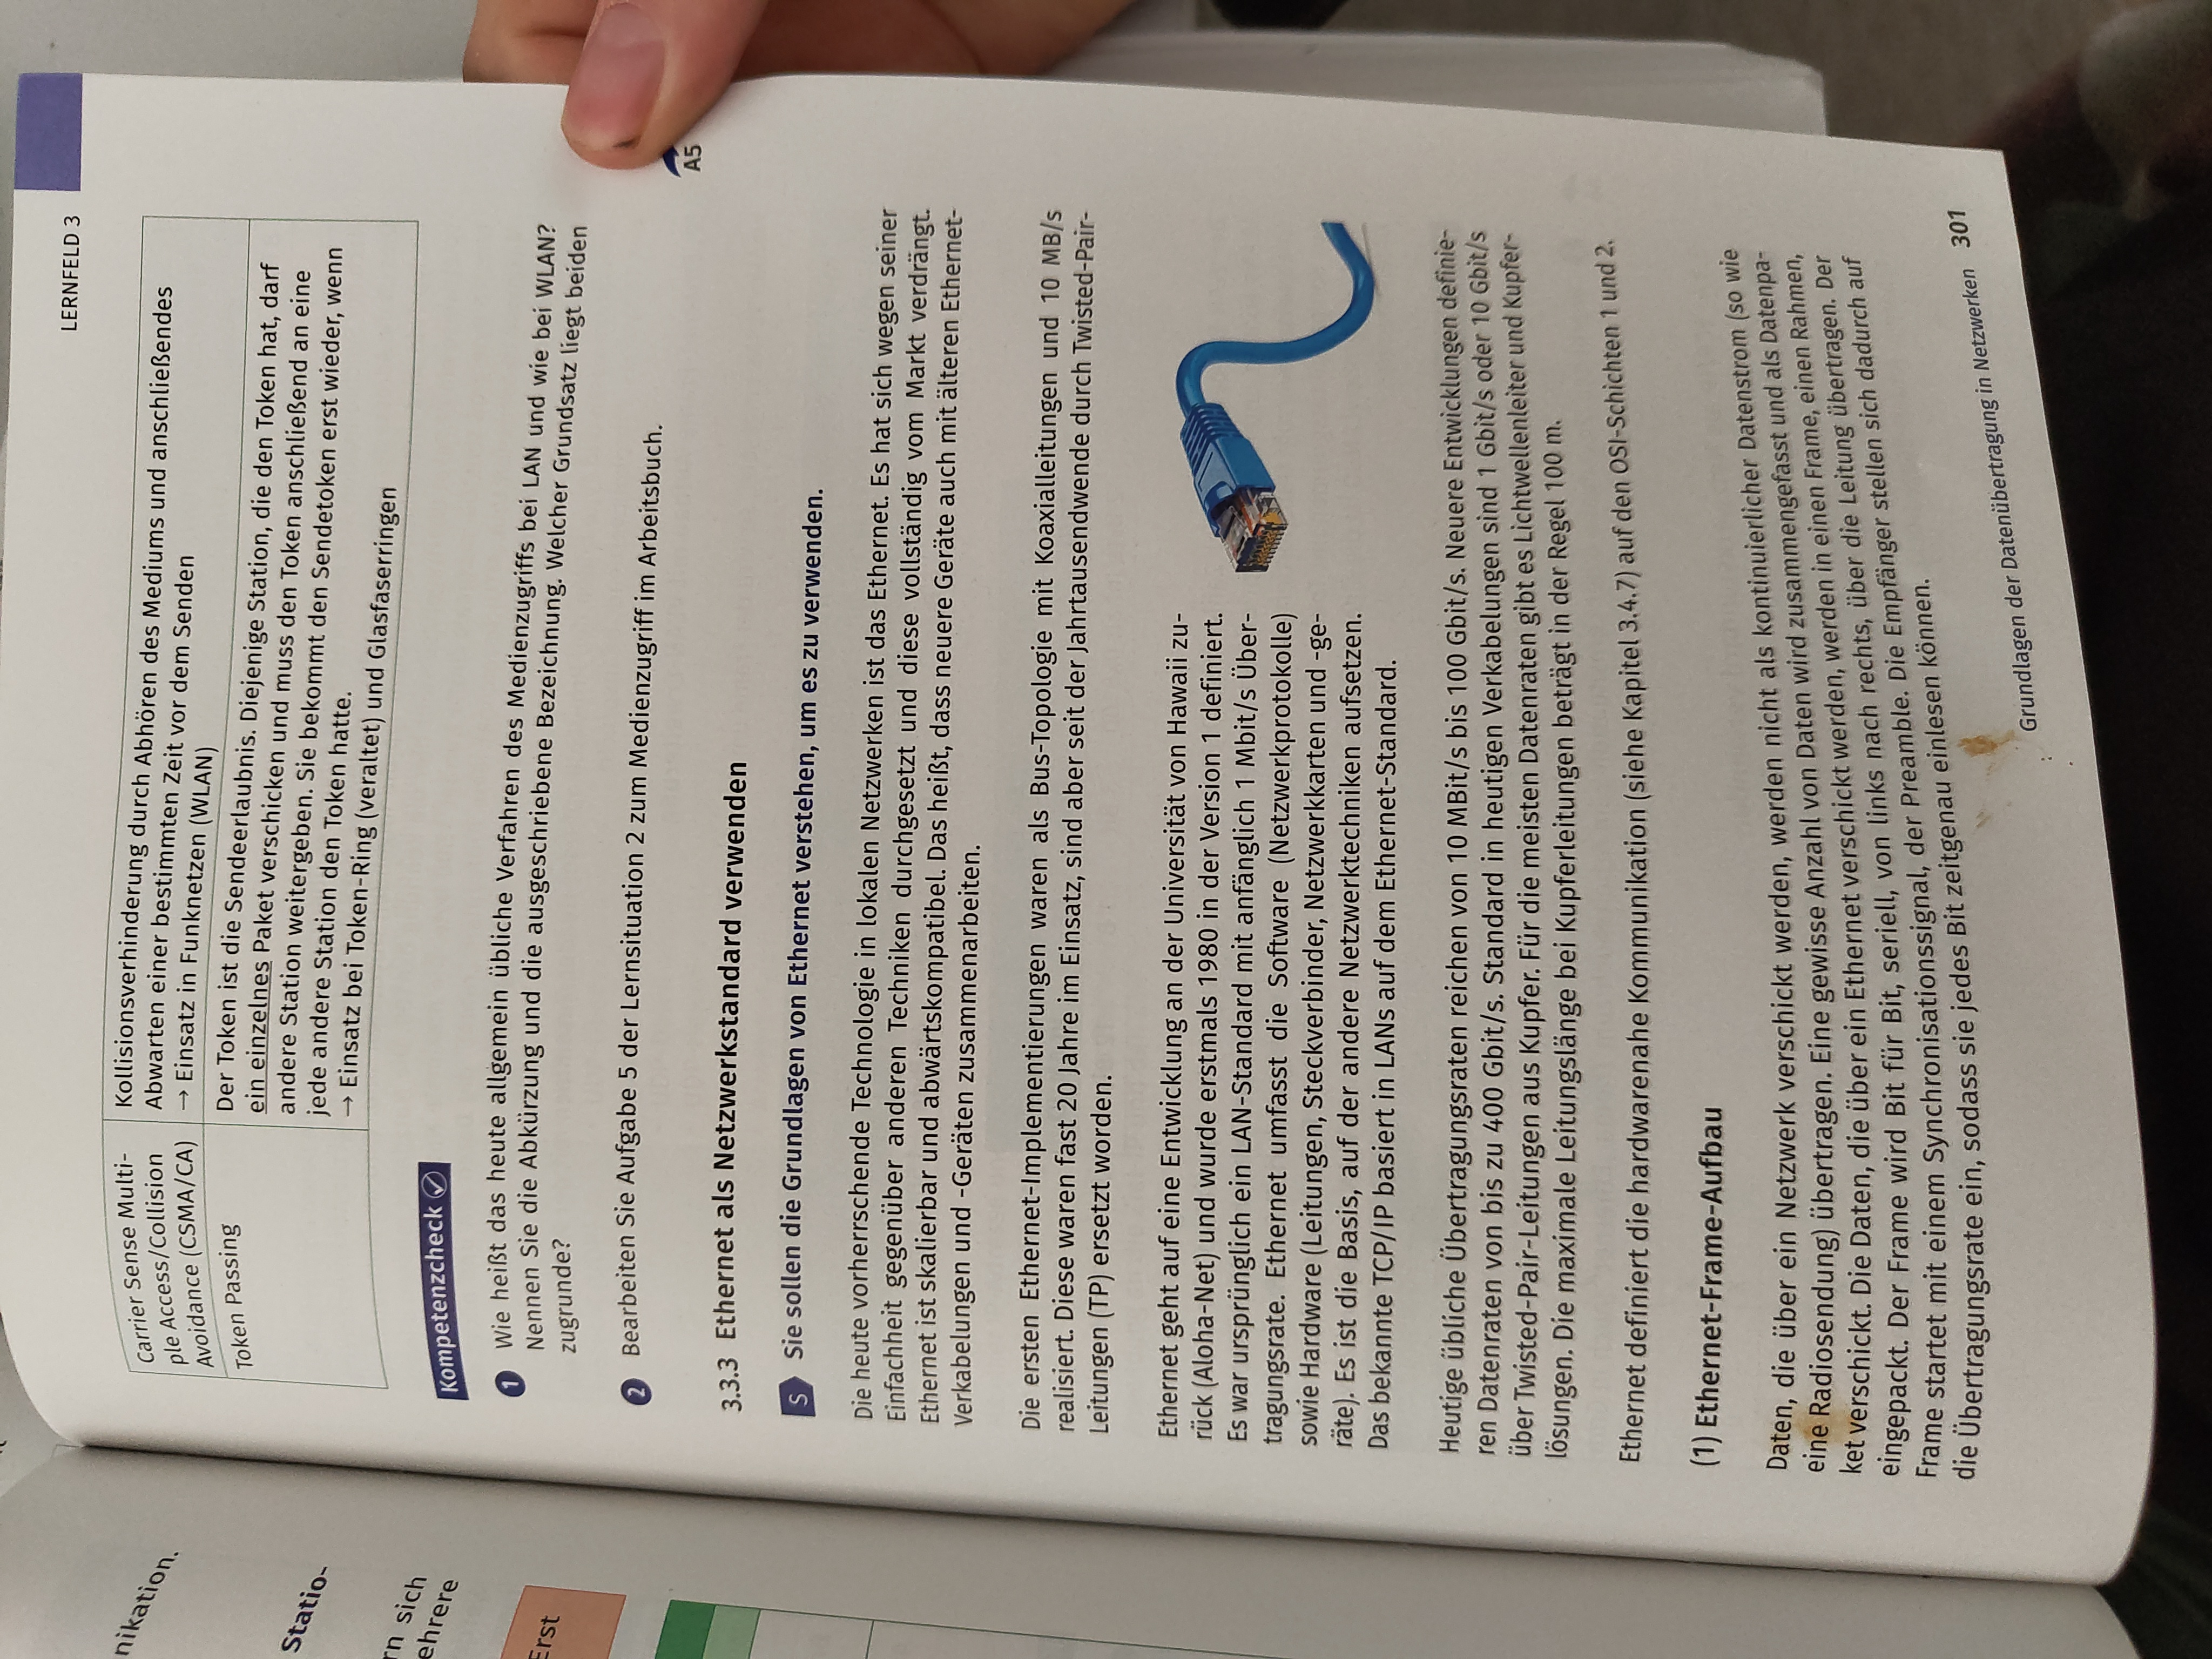 nikation.
Statio-
rn sich
ehrere
Erst
LERNFELD 3
Carrier Sense Multi-
ple Access/Collision
Avoidance (CSMA/CA)
Kollisionsverhinderung durch Abhören des Mediums und anschließendes
Abwarten einer bestimmten Zeit vor dem Senden
→ Einsatz in Funknetzen (WLAN)
Token Passing
Der Token ist die Sendeerlaubnis. Diejenige Station, die den Token hat, darf
ein einzelnes Paket verschicken und muss den Token anschließend an eine
andere Station weitergeben. Sie bekommt den Sendetoken erst wieder, wenn
jede andere Station den Token hatte.
→ Einsatz bei Token-Ring (veraltet) und Glasfaserringen
Kompetenzcheck
1 Wie heißt das heute allgemein übliche Verfahren des Medienzugriffs bei LAN und wie bei WLAN?
Nennen Sie die Abkürzung und die ausgeschriebene Bezeichnung. Welcher Grundsatz liegt beiden
zugrunde?
2 Bearbeiten Sie Aufgabe 5 der Lernsituation 2 zum Medienzugriff im Arbeitsbuch.
A5
3.3.3 Ethernet als Netzwerkstandard verwenden
S Sie sollen die Grundlagen von Ethernet verstehen, um es zu verwenden.
Die heute vorherrschende Technologie in lokalen Netzwerken ist das Ethernet. Es hat sich wegen seiner
Einfachheit gegenüber anderen Techniken durchgesetzt und diese vollständig vom Markt verdrängt.
Ethernet ist skalierbar und abwärtskompatibel. Das heißt, dass neuere Geräte auch mit älteren Ethernet-
Verkabelungen und -Geräten zusammenarbeiten.
Die ersten Ethernet-Implementierungen waren als Bus-Topologie mit Koaxialleitungen und 10 MB/s
realisiert. Diese waren fast 20 Jahre im Einsatz, sind aber seit der Jahrtausendwende durch Twisted-Pair-
Leitungen (TP) ersetzt worden.
Ethernet geht auf eine Entwicklung an der Universität von Hawaii zu-
rück (Aloha-Net) und wurde erstmals 1980 in der Version 1 definiert.
Es war ursprünglich ein LAN-Standard mit anfänglich 1 Mbit/s Über-
tragungsrate. Ethernet umfasst die Software (Netzwerkprotokolle)
sowie Hardware (Leitungen, Steckverbinder, Netzwerkkarten und -ge-
räte). Es ist die Basis, auf der andere Netzwerktechniken aufsetzen.
Das bekannte TCP/IP basiert in LANs auf dem Ethernet-Standard.
Heutige übliche Übertragungsraten reichen von 10 MBit/s bis 100 Gbit/s. Neuere Entwicklungen definie-
ren Datenraten von bis zu 400 Gbit/s. Standard in heutigen Verkabelungen sind 1 Gbit/s oder 10 Gbit/s
über Twisted-Pair-Leitungen aus Kupfer. Für die meisten Datenraten gibt es Lichtwellenleiter und Kupfer-
lösungen. Die maximale Leitungslänge bei Kupferleitungen beträgt in der Regel 100 m.
Ethernet definiert die hardwarenahe Kommunikation (siehe Kapitel 3.4.7) auf den OSI-Schichten 1 und 2.
(1) Ethernet-Frame-Aufbau
Daten, die über ein Netzwerk verschickt werden, werden nicht als kontinuierlicher Datenstrom (so wie
eine Radiosendung) übertragen. Eine gewisse Anzahl von Daten wird zusammengefasst und als Datenpa-
ket verschickt. Die Daten, die über ein Ethernet verschickt werden, werden in einen Frame, einen Rahmen,
eingepackt. Der Frame wird Bit für Bit, seriell, von links nach rechts, über die Leitung übertragen. Der
Frame startet mit einem Synchronisationssignal, der Preamble. Die Empfänger stellen sich dadurch auf
die Übertragungsrate ein, sodass sie jedes Bit zeitgenau einlesen können.
Grundlagen der Datenübertragung in Netzwerken 301